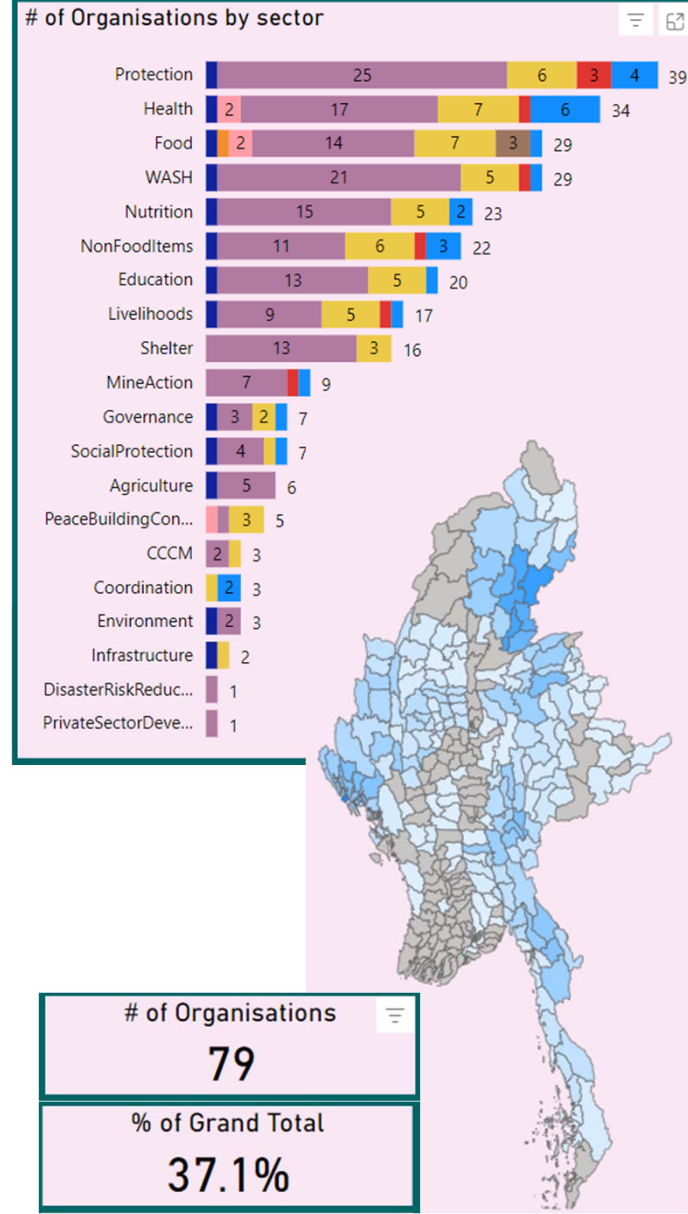 # of Organisations by sector
Protection 25 6 3 4 39
Health 2 17 7 6 34
Food 2 14 7 3 29
WASH 21 5 29
Nutrition 15 5 2 23
NonFoodItems 11 6 3 22
Education 13 5 20
Livelihoods 9 5 17
Shelter 13 3 16
MineAction 7 9
Governance 3 2 7
SocialProtection 4 7
Agriculture 5 6
PeaceBuildingCon... 3 5
CCCM 2 3
Coordination 2 3
Environment 2 3
Infrastructure 2
DisasterRiskReduc... 1
PrivateSectorDeve... 1
# of Organisations
79
% of Grand Total
37.1%